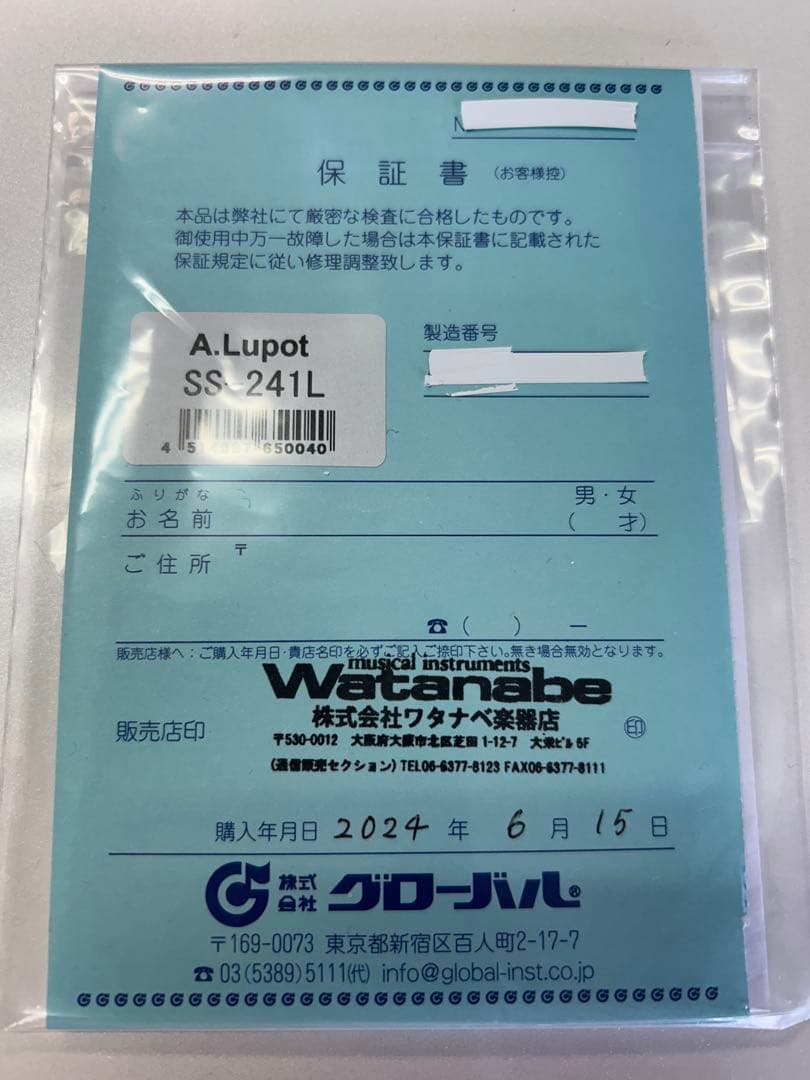 保証書 (お客様控)
本品は弊社にて厳密な検査に合格したものです。
御使用中万一故障した場合は本保証書に記載された
保証規定に従い修理調整致します。
A.Lupot
SS-241L
製造番号
650040
ふりがな
お名前
男・女
( 才)
ご住所 〒
☎( ) ー
販売店様へ:ご購入年月日・貴店名印を必ずご記入ご捺印下さい。無き場合無効となります。
musical instruments
Watanabe
株式会社ワタナベ楽器店
販売店印
㊞
〒530-0012 大阪府大阪市北区芝田1-12-7 大栄ビル6F
(通信販売セクション)TEL06-6377-8123 FAX06-6377-8111
購入年月日 2024年 6月 15日
株式会社 グローバル®
〒169-0073 東京都新宿区百人町2-17-7
☎03(5389)5111(代) info@global-inst.co.jp